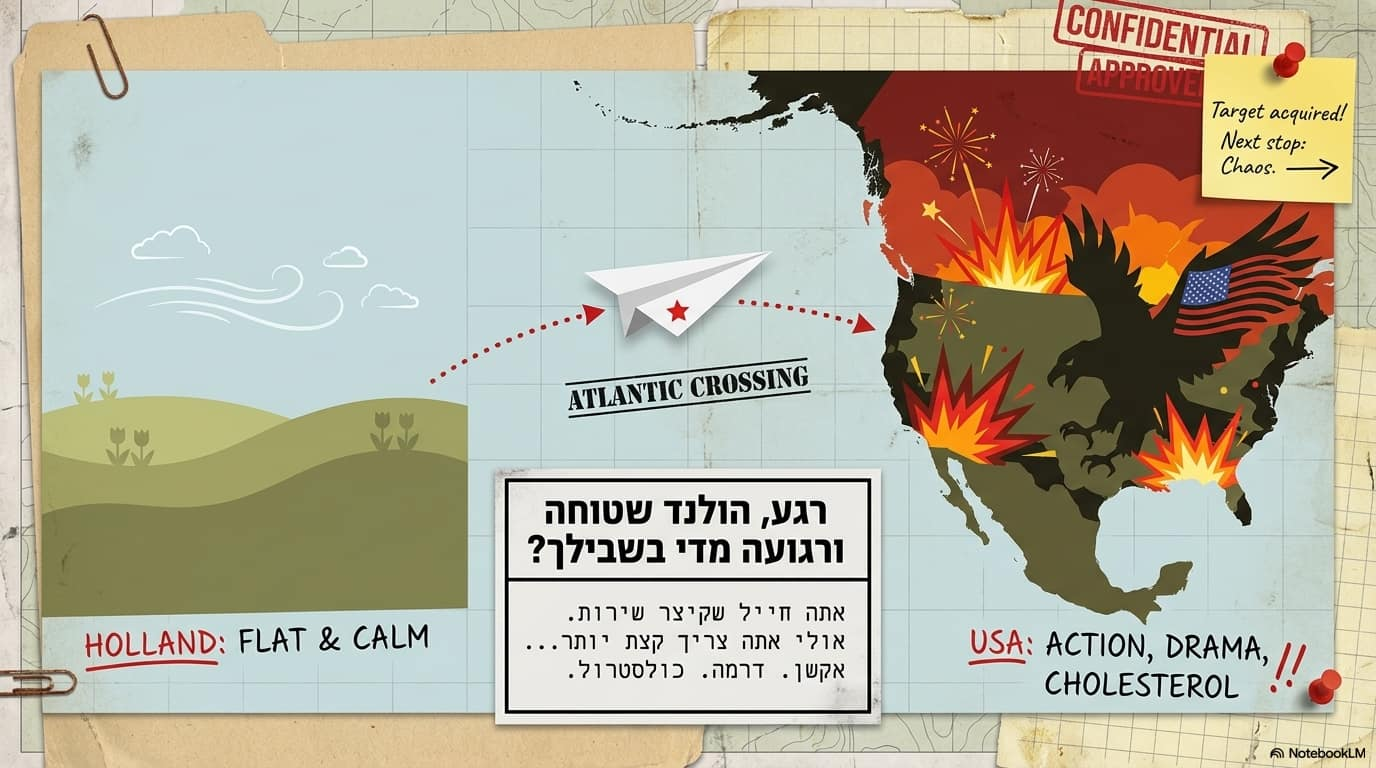 CONFIDENTIAL
APPROVED
Target acquired!
Next stop:
Chaos.
ATLANTIC CROSSING
רגע, הולנד שטוחה
ורגועה מדי בשבילך?
אתה חייל שקיצר שירות.
אולי אתה צריך קצת יותר...
אקשן. דרמה. כולסטרול.
HOLLAND: FLAT & CALM
USA: ACTION, DRAMA,
CHOLESTEROL !!
NotebookLM